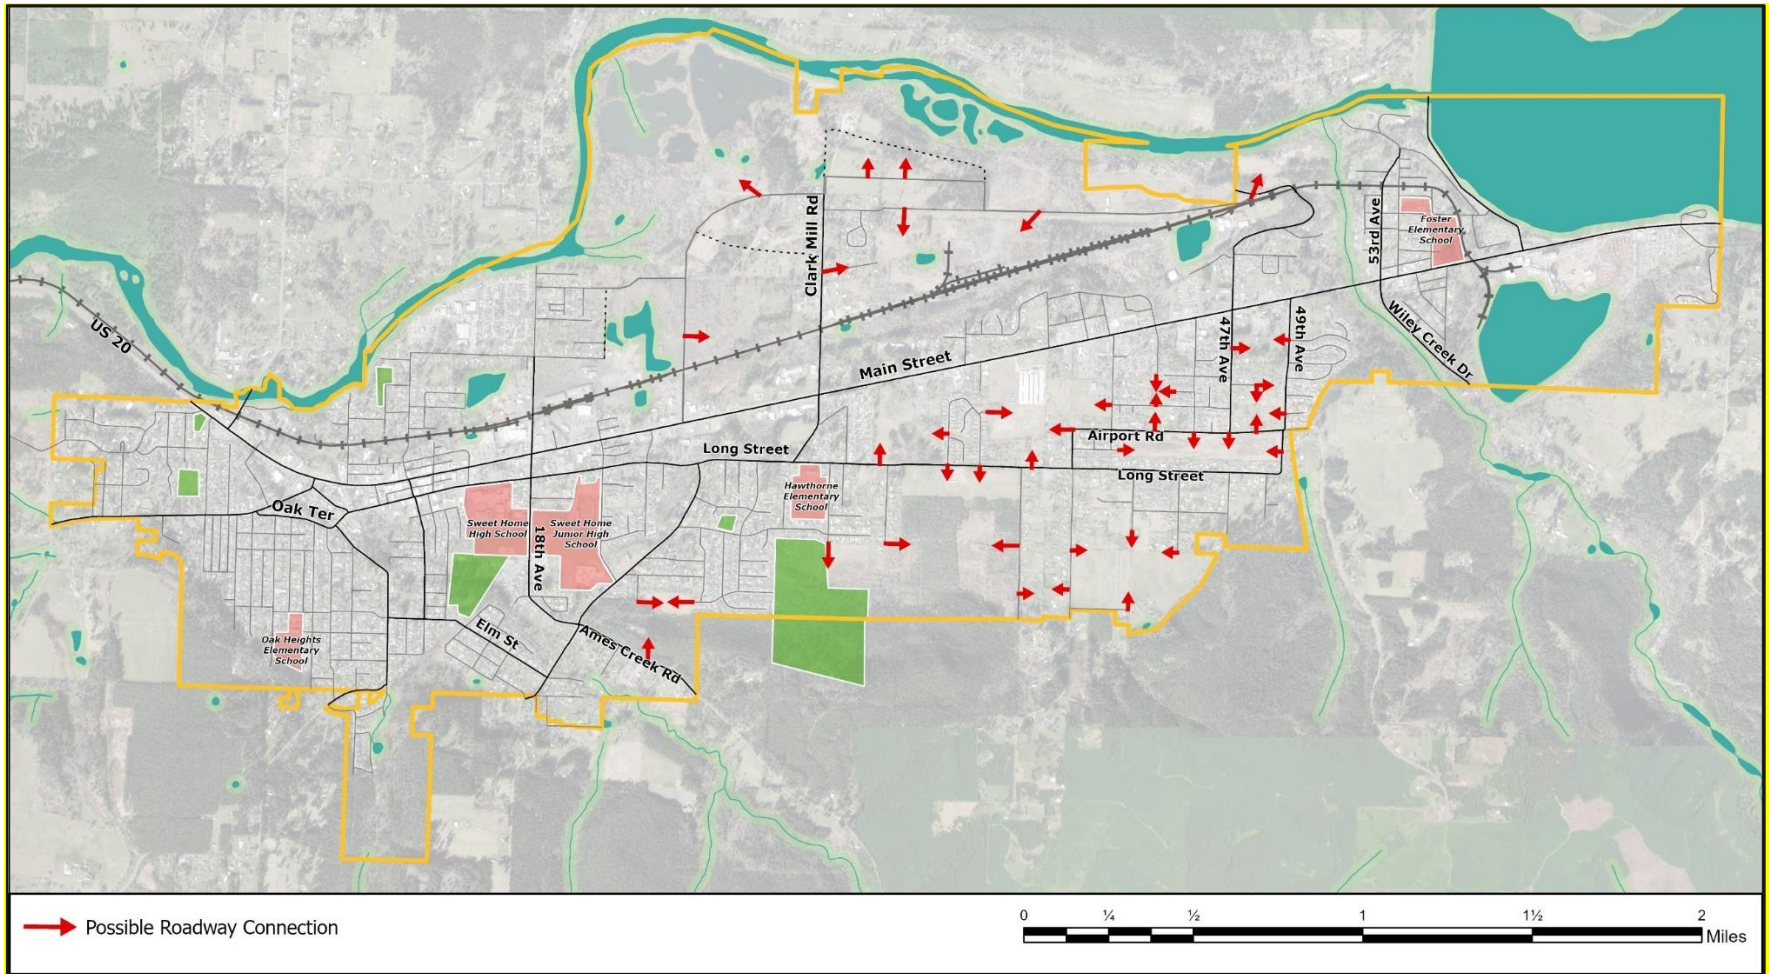 Clark Mill Rd
53rd Ave
Foster
Elementary
School
US 20
Main Street
47th Ave
49th Ave
Wiley Creek Dr
Long Street
Airport Rd
Long Street
Oak Ter
Sweet Home
High School
18th Ave
Sweet Home
Junior High
School
Hawthorne
Elementary
School
Oak Heights
Elementary
School
Elm St
Ames Creek Rd
Possible Roadway Connection
0 ¼ ½ 1 1½ 2
Miles